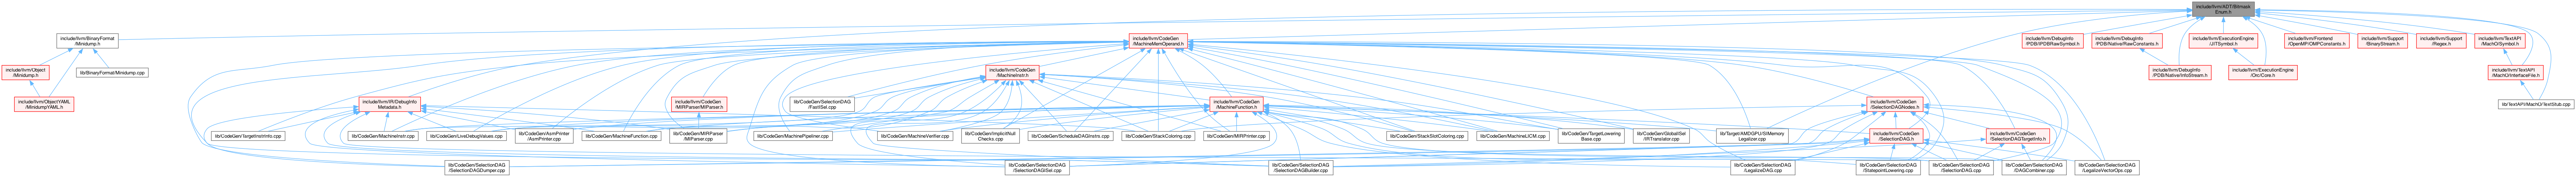 include/llvm/ADT/Bitmask
Enum.h
include/llvm/BinaryFormat
/Minidump.h
include/llvm/CodeGen
/MachineMemOperand.h
include/llvm/DebugInfo
/PDB/IPDBRawSymbol.h
include/llvm/DebugInfo
/PDB/Native/RawConstants.h
include/llvm/ExecutionEngine
/JITSymbol.h
include/llvm/Frontend
/OpenMP/OMPConstants.h
include/llvm/Support
/BinaryStream.h
include/llvm/Support
/Regex.h
include/llvm/TextAPI
/MachO/Symbol.h
include/llvm/Object
/Minidump.h
lib/BinaryFormat/Minidump.cpp
include/llvm/CodeGen
/MachineInstr.h
include/llvm/DebugInfo
/PDB/Native/InfoStream.h
include/llvm/ExecutionEngine
/Orc/Core.h
include/llvm/TextAPI
/MachO/InterfaceFile.h
include/llvm/ObjectYAML
/MinidumpYAML.h
include/llvm/IR/DebugInfo
Metadata.h
include/llvm/CodeGen
/MIRParser/MIParser.h
lib/CodeGen/SelectionDAG
/FastISel.cpp
include/llvm/CodeGen
/MachineFunction.h
include/llvm/CodeGen
/SelectionDAGNodes.h
lib/TextAPI/MachO/TextStub.cpp
lib/CodeGen/TargetInstrInfo.cpp
lib/CodeGen/MachineInstr.cpp
lib/CodeGen/LiveDebugValues.cpp
lib/CodeGen/AsmPrinter
/AsmPrinter.cpp
lib/CodeGen/MachineFunction.cpp
lib/CodeGen/MIRParser
/MIParser.cpp
lib/CodeGen/MachinePipeliner.cpp
lib/CodeGen/MachineVerifier.cpp
lib/CodeGen/ImplicitNull
Checks.cpp
lib/CodeGen/ScheduleDAGInstrs.cpp
lib/CodeGen/StackColoring.cpp
lib/CodeGen/MIRPrinter.cpp
lib/CodeGen/StackSlotColoring.cpp
lib/CodeGen/MachineLICM.cpp
lib/CodeGen/TargetLowering
Base.cpp
lib/CodeGen/GlobalISel
/IRTranslator.cpp
lib/Target/AMDGPU/SIMemory
Legalizer.cpp
include/llvm/CodeGen
/SelectionDAG.h
include/llvm/CodeGen
/SelectionDAGTargetInfo.h
lib/CodeGen/SelectionDAG
/SelectionDAGDumper.cpp
lib/CodeGen/SelectionDAG
/SelectionDAGISel.cpp
lib/CodeGen/SelectionDAG
/SelectionDAGBuilder.cpp
lib/CodeGen/SelectionDAG
/LegalizeDAG.cpp
lib/CodeGen/SelectionDAG
/StatepointLowering.cpp
lib/CodeGen/SelectionDAG
/SelectionDAG.cpp
lib/CodeGen/SelectionDAG
/DAGCombiner.cpp
lib/CodeGen/SelectionDAG
/LegalizeVectorOps.cpp